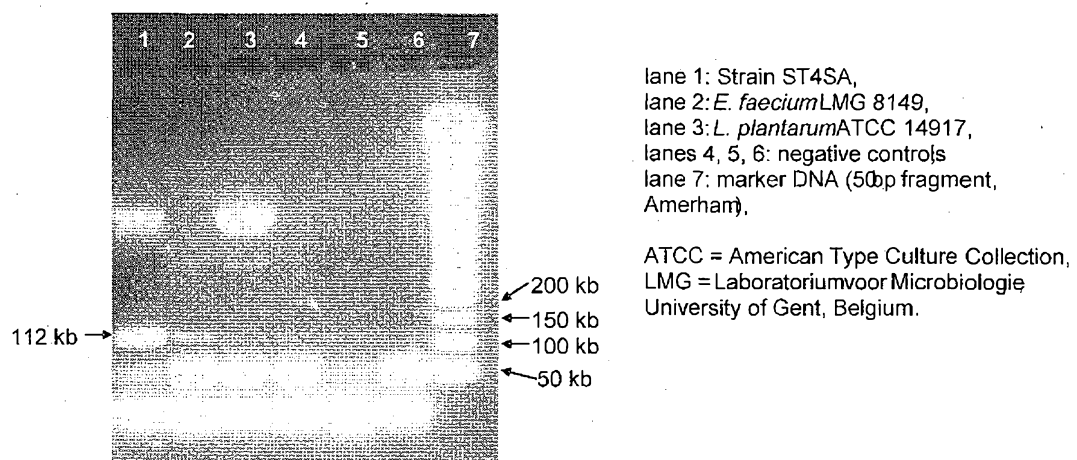 1 2 3 4 5 6 7
lane 1: Strain ST4SA,
lane 2: E. faecium LMG 8149,
lane 3: L. plantarum ATCC 14917,
lanes 4, 5, 6: negative controls
lane 7: marker DNA (50bp fragment,
Amerham),
ATCC = American Type Culture Collection,
LMG = Laboratorium voor Microbiologie
University of Gent, Belgium.
200 kb
150 kb
112 kb
100 kb
50 kb